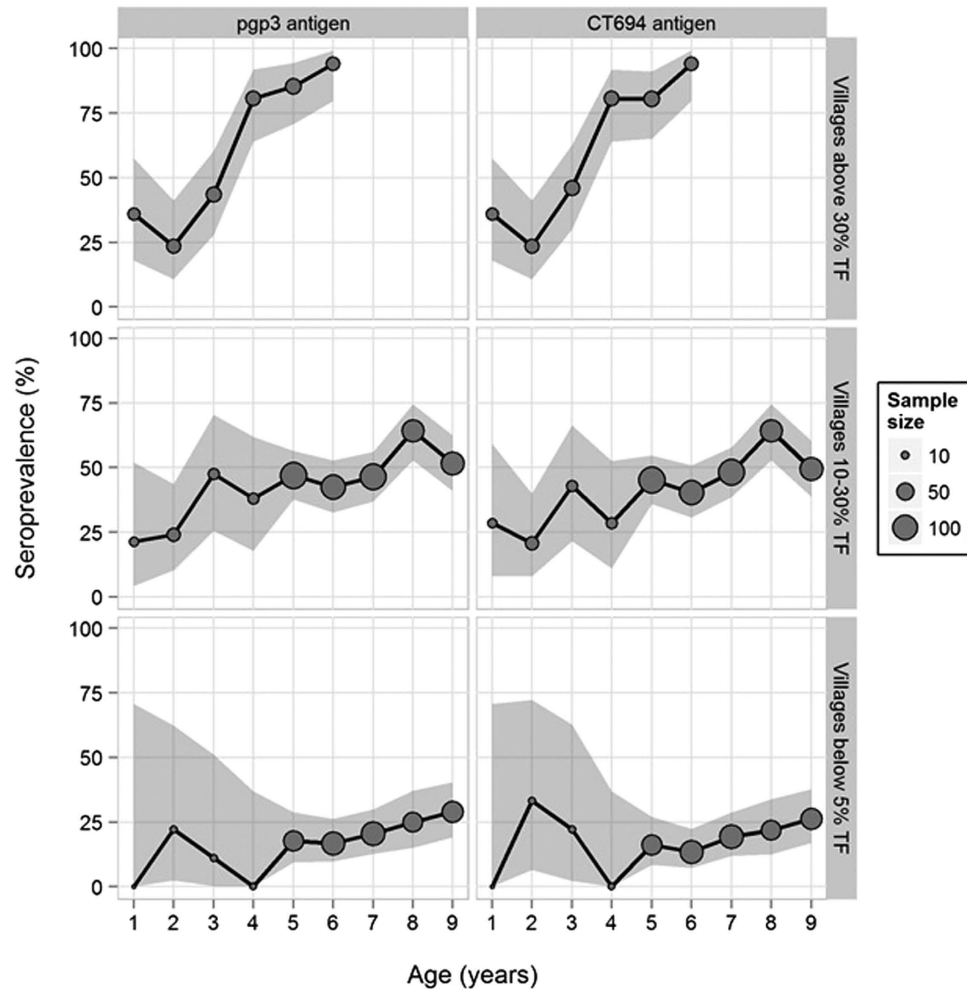 pgp3 antigen
CT694 antigen
Seroprevalence (%)
100
75
50
25
0
Villages above 30% TF
100
75
50
25
0
Villages 10-30% TF
100
75
50
25
0
Villages below 5% TF
1 2 3 4 5 6 7 8 9
1 2 3 4 5 6 7 8 9
Age (years)
Sample
size
10
50
100